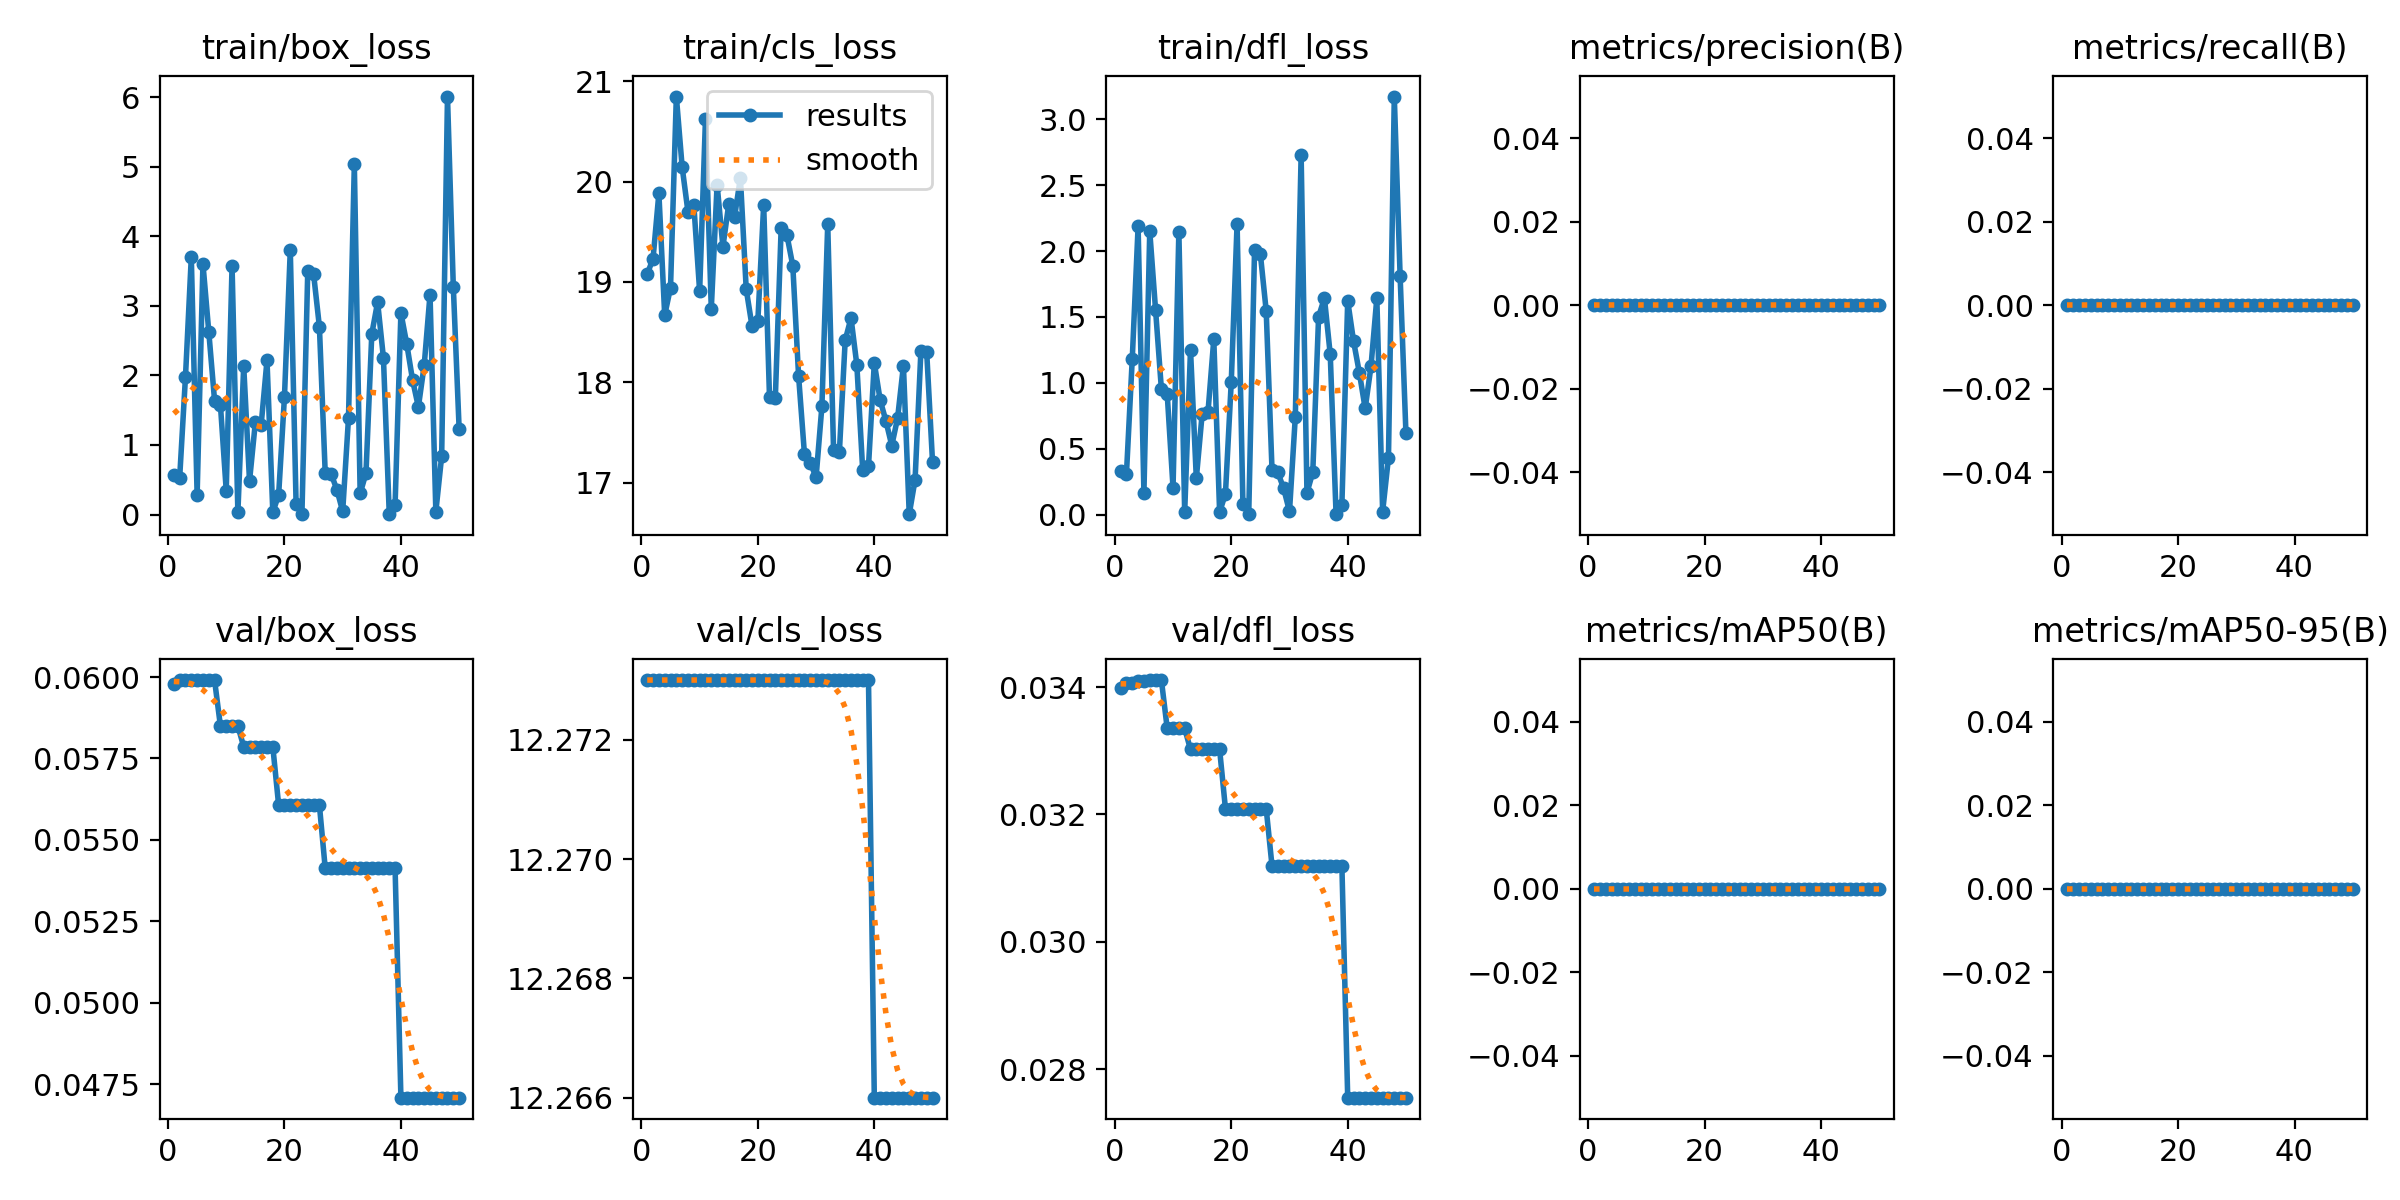 train/box_loss
6
5
4
3
2
1
0
0 20 40
train/cls_loss
results
smooth
21
20
19
18
17
0 20 40
train/dfl_loss
3.0
2.5
2.0
1.5
1.0
0.5
0.0
0 20 40
metrics/precision(B)
0.04
0.02
0.00
−0.02
−0.04
0 20 40
metrics/recall(B)
0.04
0.02
0.00
−0.02
−0.04
0 20 40
val/box_loss
0.0600
0.0575
0.0550
0.0525
0.0500
0.0475
0 20 40
val/cls_loss
12.272
12.270
12.268
12.266
0 20 40
val/dfl_loss
0.034
0.032
0.030
0.028
0 20 40
metrics/mAP50(B)
0.04
0.02
0.00
−0.02
−0.04
0 20 40
metrics/mAP50-95(B)
0.04
0.02
0.00
−0.02
−0.04
0 20 40